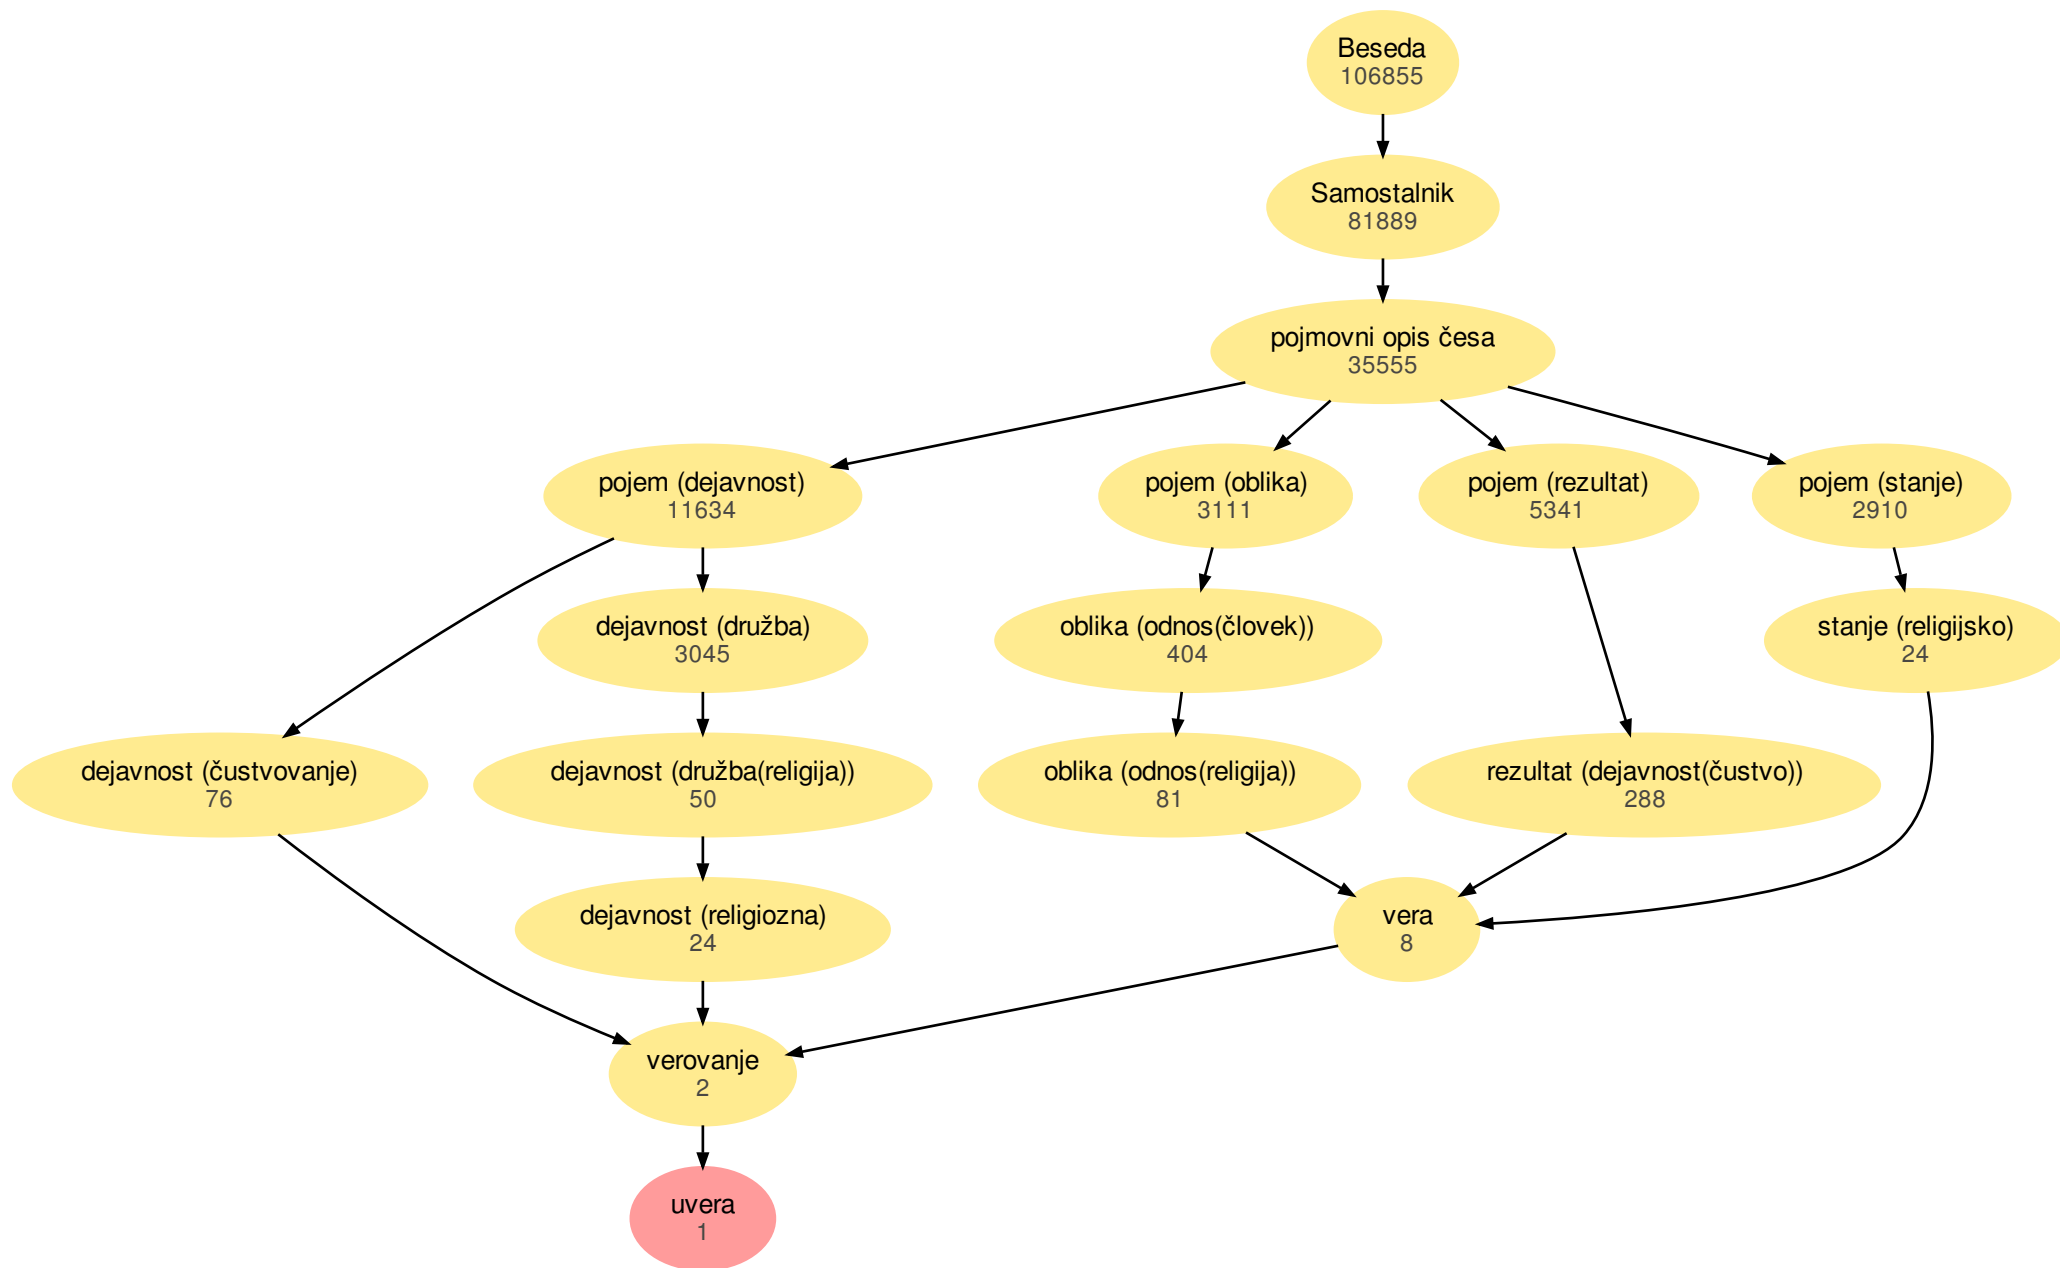 Beseda
106855
Samostalnik
81889
pojmovni opis česa
35555
pojem (dejavnost)
11634
pojem (oblika)
3111
pojem (rezultat)
5341
pojem (stanje)
2910
dejavnost (družba)
3045
oblika (odnos(človek))
404
stanje (religijsko)
24
dejavnost (čustvovanje)
76
dejavnost (družba(religija))
50
oblika (odnos(religija))
81
rezultat (dejavnost(čustvo))
288
dejavnost (religiozna)
24
vera
8
verovanje
2
uvera
1